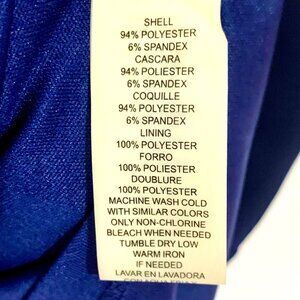 SHELL
94% POLYESTER
6% SPANDEX
CASCARA
94% POLIESTER
6% SPANDEX
COQUILLE
94% POLYESTER
6% SPANDEX
LINING
100% POLYESTER
FORRO
100% POLIESTER
DOUBLURE
100% POLYESTER
MACHINE WASH COLD
WITH SIMILAR COLORS
ONLY NON-CHLORINE
BLEACH WHEN NEEDED
TUMBLE DRY LOW
WARM IRON
IF NEEDED
LAVAR EN LAVADORA